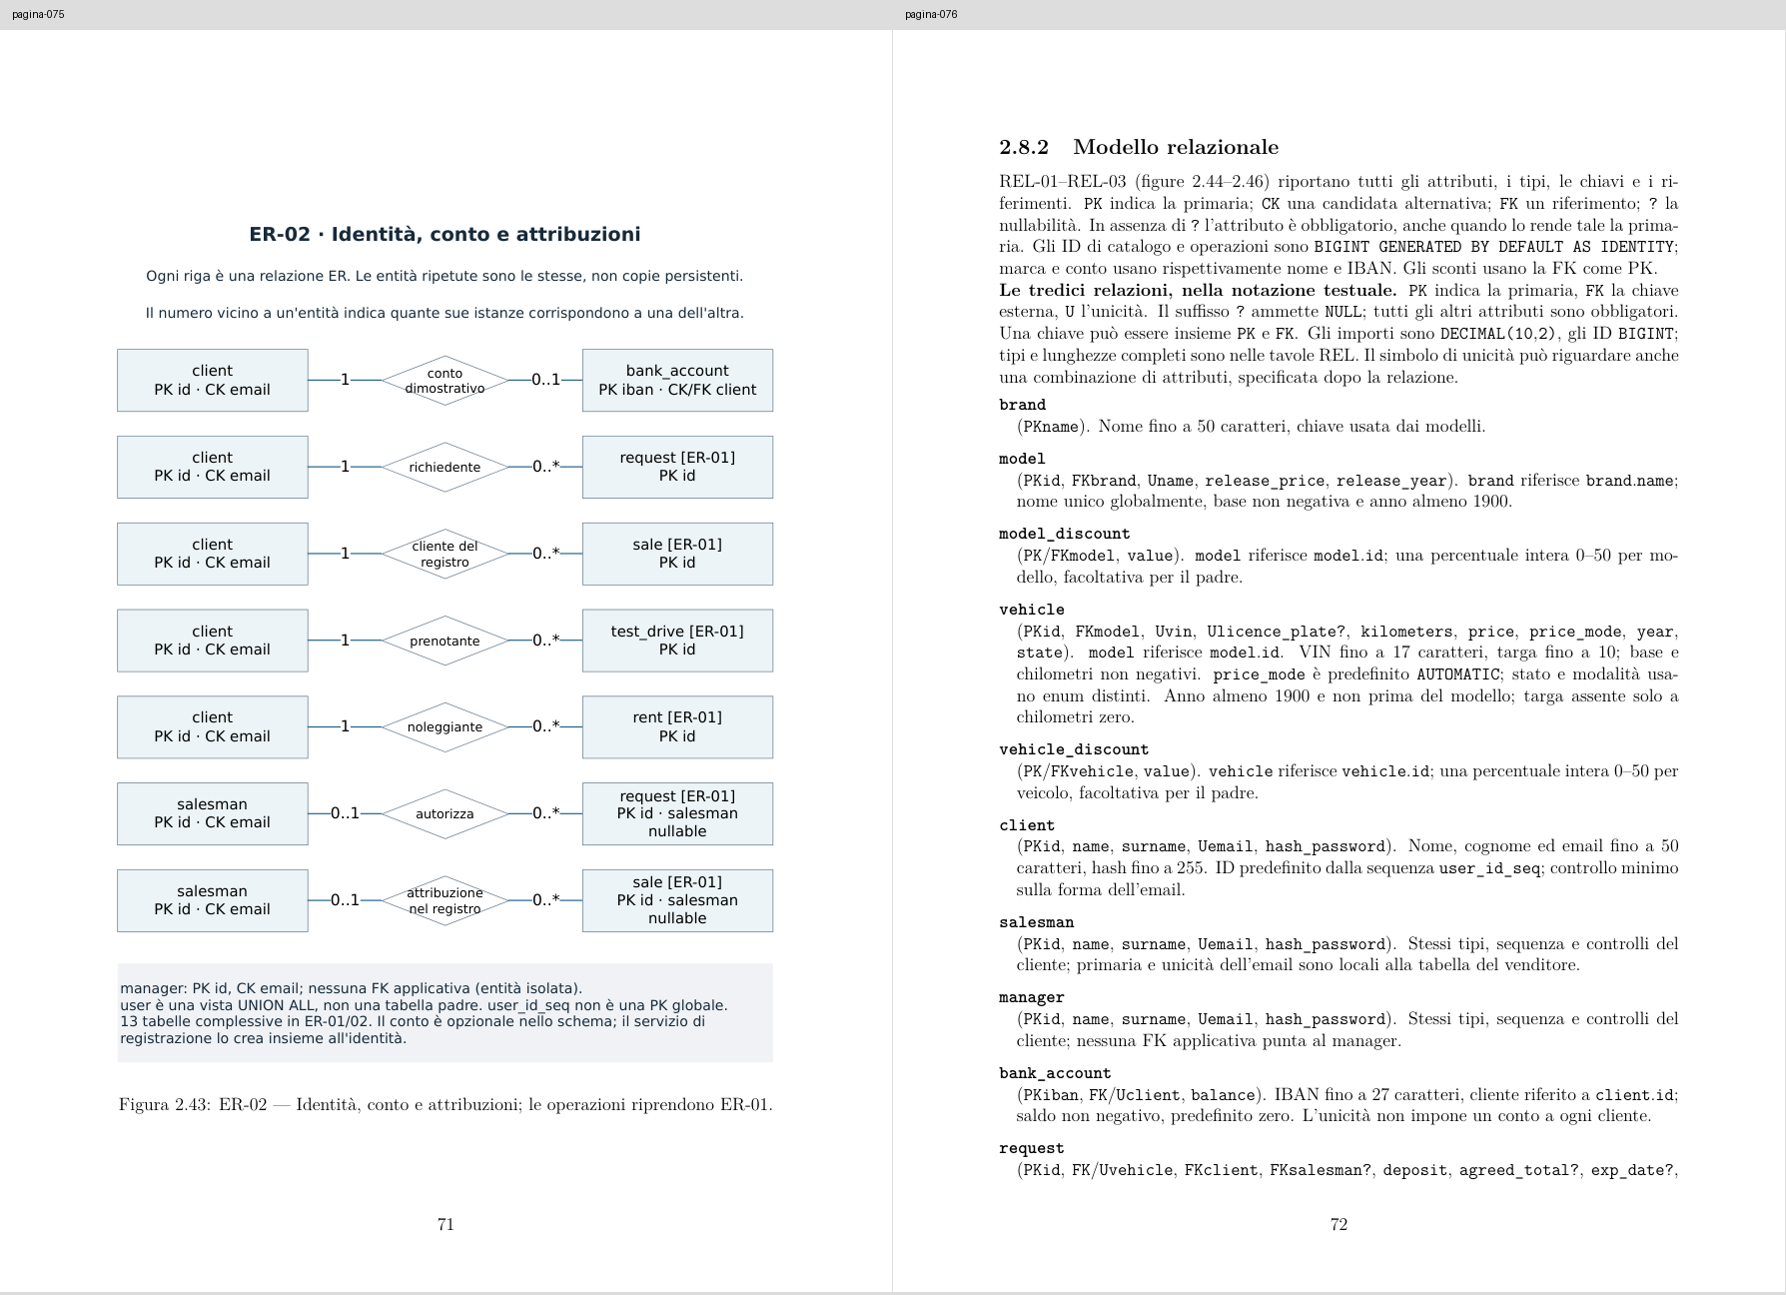 pagina-075
ER-02 · Identità, conto e attribuzioni
Ogni riga è una relazione ER. Le entità ripetute sono le stesse, non copie persistenti.
Il numero vicino a un'entità indica quante sue istanze corrispondono a una dell'altra.
client
PK id · CK email
1
conto
dimostrativo
0..1
bank_account
PK iban · CK/FK client
client
PK id · CK email
1
richiedente
0..*
request [ER-01]
PK id
client
PK id · CK email
1
cliente del
registro
0..*
sale [ER-01]
PK id
client
PK id · CK email
1
prenotante
0..*
test_drive [ER-01]
PK id
client
PK id · CK email
1
noleggiante
0..*
rent [ER-01]
PK id
salesman
PK id · CK email
0..1
autorizza
0..*
request [ER-01]
PK id · salesman
nullable
salesman
PK id · CK email
0..1
attribuzione
nel registro
0..*
sale [ER-01]
PK id · salesman
nullable
manager: PK id, CK email; nessuna FK applicativa (entità isolata).
user è una vista UNION ALL, non una tabella padre. user_id_seq non è una PK globale.
13 tabelle complessive in ER-01/02. Il conto è opzionale nello schema; il servizio di
registrazione lo crea insieme all'identità.
Figura 2.43: ER-02 — Identità, conto e attribuzioni; le operazioni riprendono ER-01.
71
pagina-076
2.8.2 Modello relazionale
REL-01–REL-03 (figure 2.44–2.46) riportano tutti gli attributi, i tipi, le chiavi e i ri-
ferimenti. PK indica la primaria; CK una candidata alternativa; FK un riferimento; ? la
nullabilità. In assenza di ? l'attributo è obbligatorio, anche quando lo rende tale la prima-
ria. Gli ID di catalogo e operazioni sono BIGINT GENERATED BY DEFAULT AS IDENTITY;
marca e conto usano rispettivamente nome e IBAN. Gli sconti usano la FK come PK.
Le tredici relazioni, nella notazione testuale. PK indica la primaria, FK la chiave
esterna, U l'unicità. Il suffisso ? ammette NULL; tutti gli altri attributi sono obbligatori.
Una chiave può essere insieme PK e FK. Gli importi sono DECIMAL(10,2), gli ID BIGINT;
tipi e lunghezze completi sono nelle tavole REL. Il simbolo di unicità può riguardare anche
una combinazione di attributi, specificata dopo la relazione.
brand
(PKname). Nome fino a 50 caratteri, chiave usata dai modelli.
model
(PKid, FKbrand, Uname, release_price, release_year). brand riferisce brand.name;
nome unico globalmente, base non negativa e anno almeno 1900.
model_discount
(PK/FKmodel, value). model riferisce model.id; una percentuale intera 0–50 per mo-
dello, facoltativa per il padre.
vehicle
(PKid, FKmodel, Uvin, Ulicence_plate?, kilometers, price, price_mode, year,
state). model riferisce model.id. VIN fino a 17 caratteri, targa fino a 10; base e
chilometri non negativi. price_mode è predefinito AUTOMATIC; stato e modalità usa-
no enum distinti. Anno almeno 1900 e non prima del modello; targa assente solo a
chilometri zero.
vehicle_discount
(PK/FKvehicle, value). vehicle riferisce vehicle.id; una percentuale intera 0–50 per
veicolo, facoltativa per il padre.
client
(PKid, name, surname, Uemail, hash_password). Nome, cognome ed email fino a 50
caratteri, hash fino a 255. ID predefinito dalla sequenza user_id_seq; controllo minimo
sulla forma dell'email.
salesman
(PKid, name, surname, Uemail, hash_password). Stessi tipi, sequenza e controlli del
cliente; primaria e unicità dell'email sono locali alla tabella del venditore.
manager
(PKid, name, surname, Uemail, hash_password). Stessi tipi, sequenza e controlli del
cliente; nessuna FK applicativa punta al manager.
bank_account
(PKiban, FK/Uclient, balance). IBAN fino a 27 caratteri, cliente riferito a client.id;
saldo non negativo, predefinito zero. L'unicità non impone un conto a ogni cliente.
request
(PKid, FK/Uvehicle, FKclient, FKsalesman?, deposit, agreed_total?, exp_date?,
72